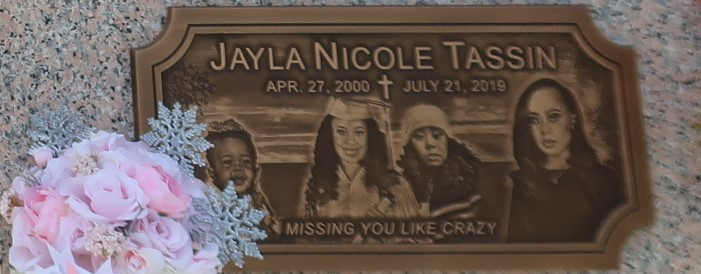 JAYLA NICOLE TASSIN
APR. 27, 2000 ✝ JULY 21, 2019
MISSING YOU LIKE CRAZY